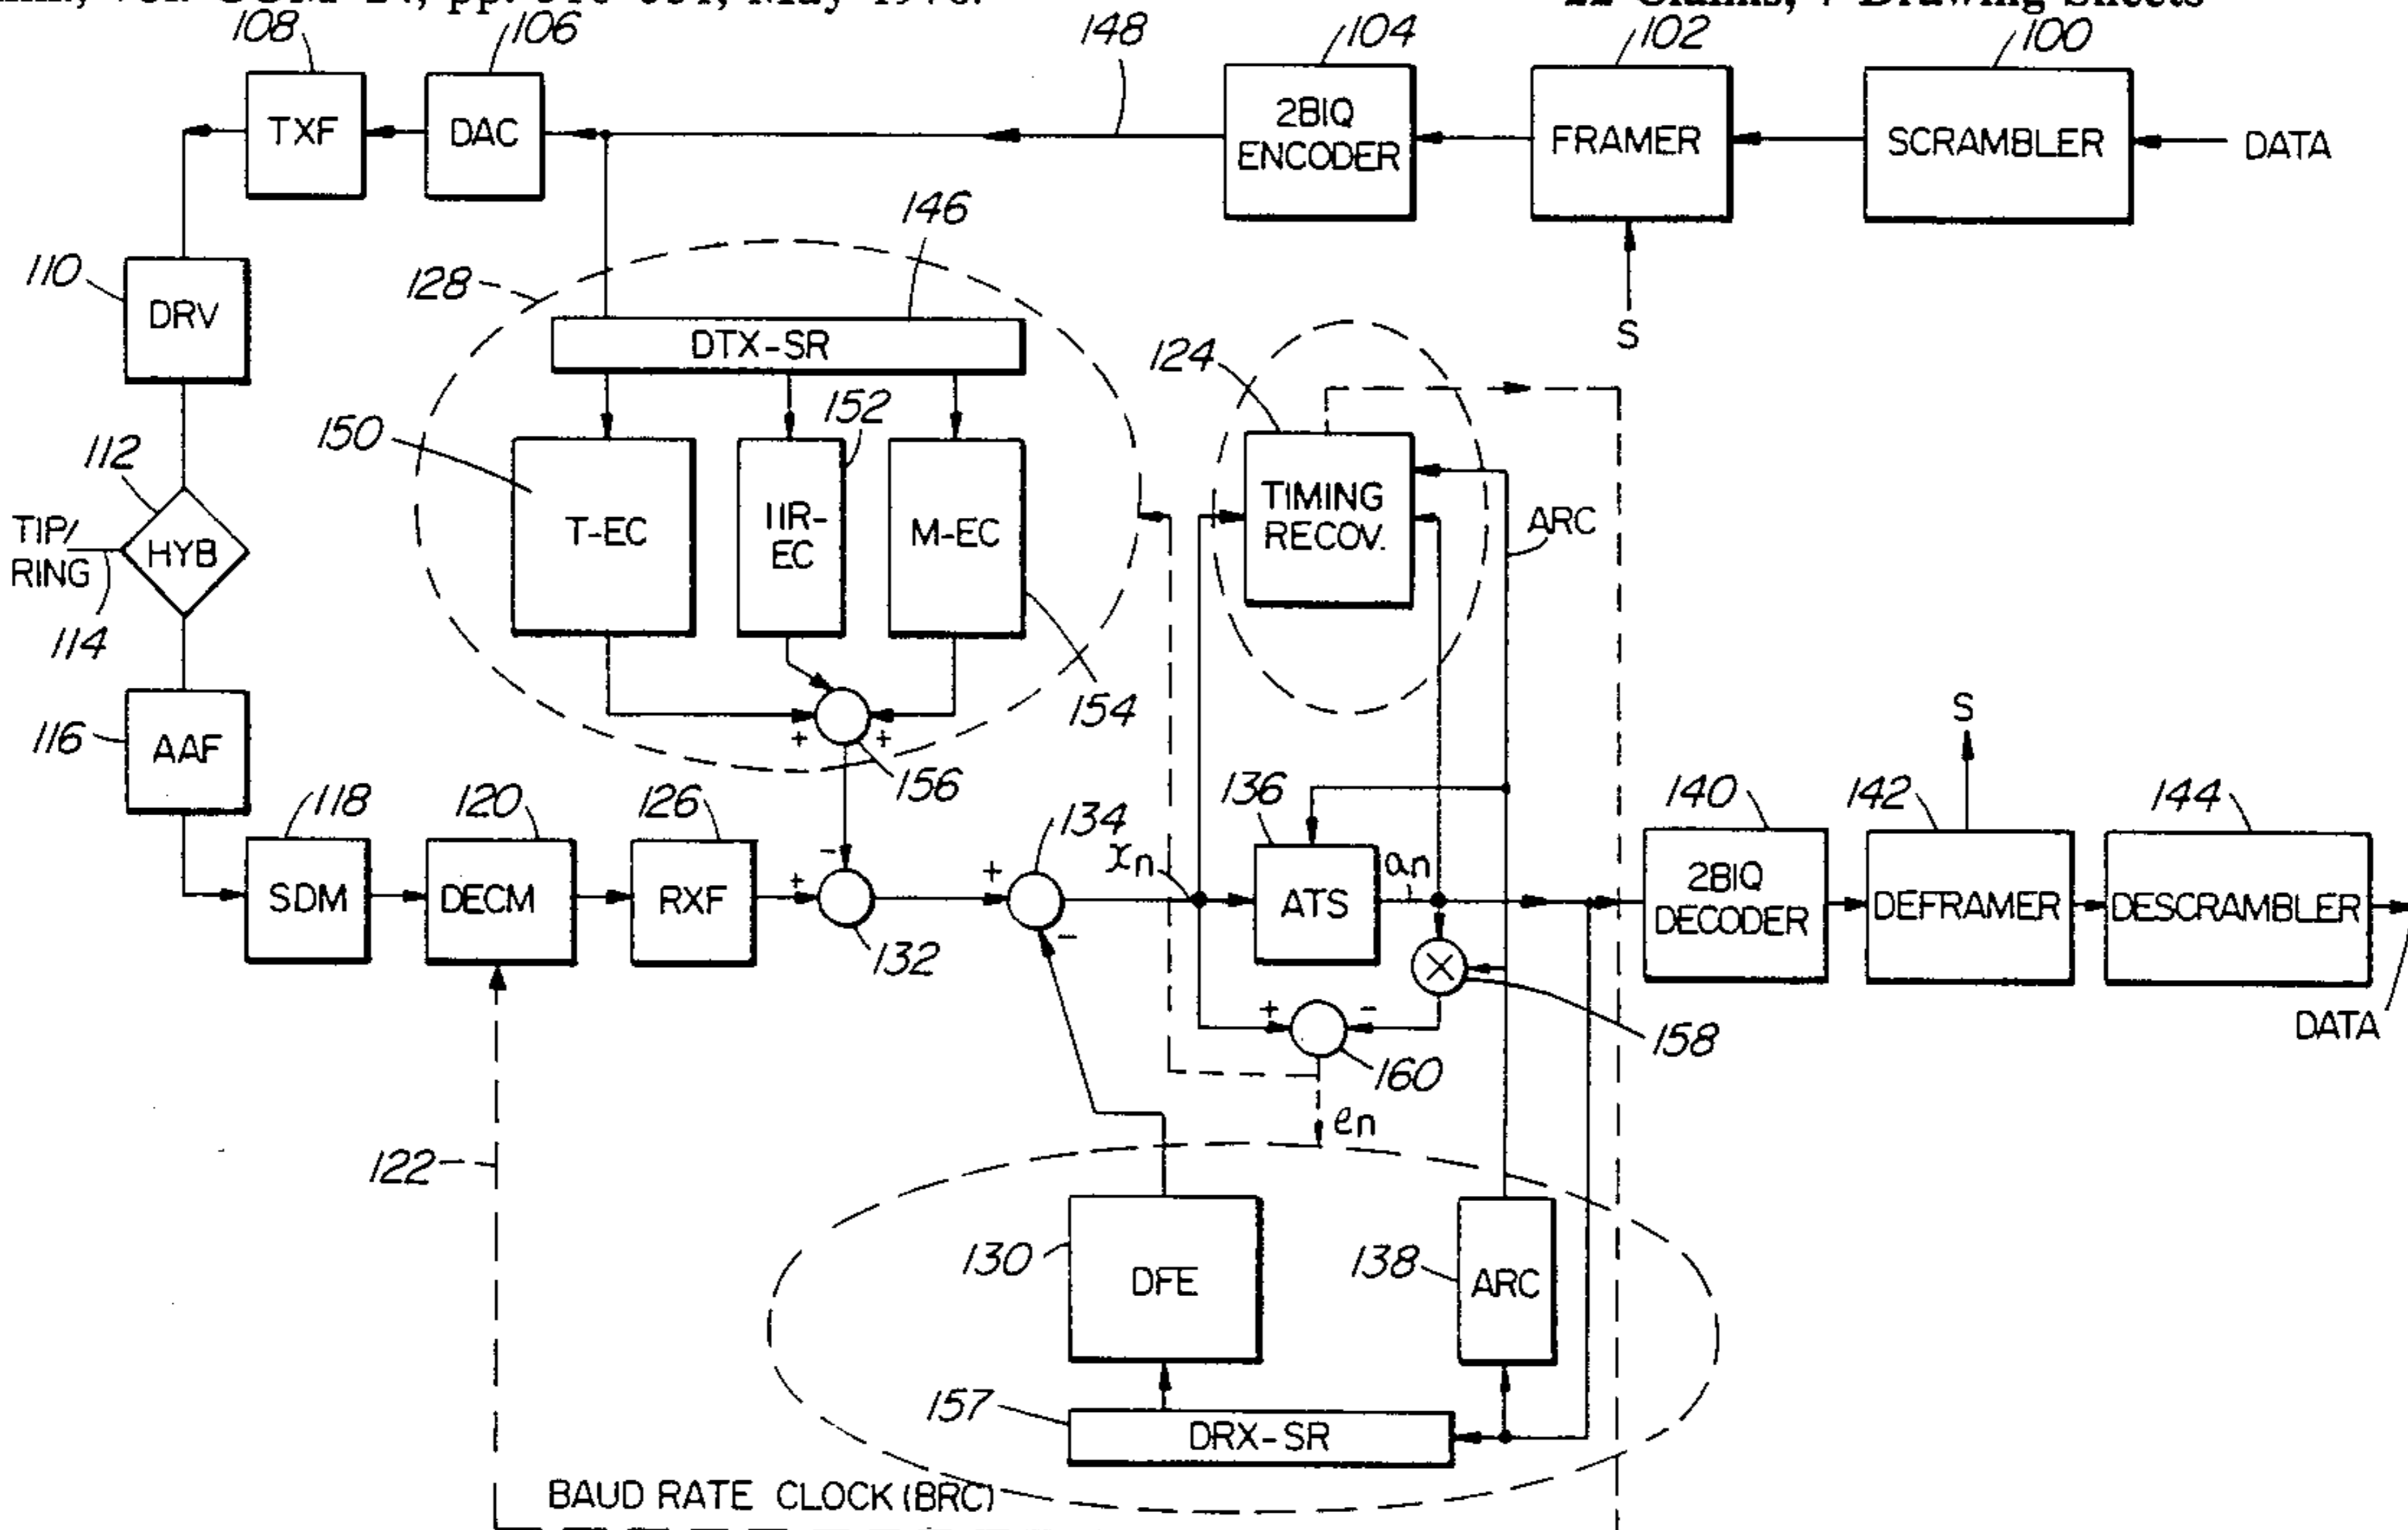 108
106
148
104
102
100
TXF
DAC
2B1Q
ENCODER
FRAMER
SCRAMBLER
DATA
146
110
128
DRV
DTX-SR
S
124
152
150
112
TIP/
RING
HYB
T-EC
IIR-
EC
M-EC
TIMING
RECOV.
ARC
114
154
S
116
AAF
+
+
156
118
120
126
134
136
140
142
144
-
+
+
xn
an
SDM
DECM
RXF
ATS
2B1Q
DECODER
DEFRAMER
DESCRAMBLER
132
-
+
-
158
DATA
160
en
122
130
DFE
138
ARC
157
DRX-SR
BAUD RATE CLOCK (BRC)